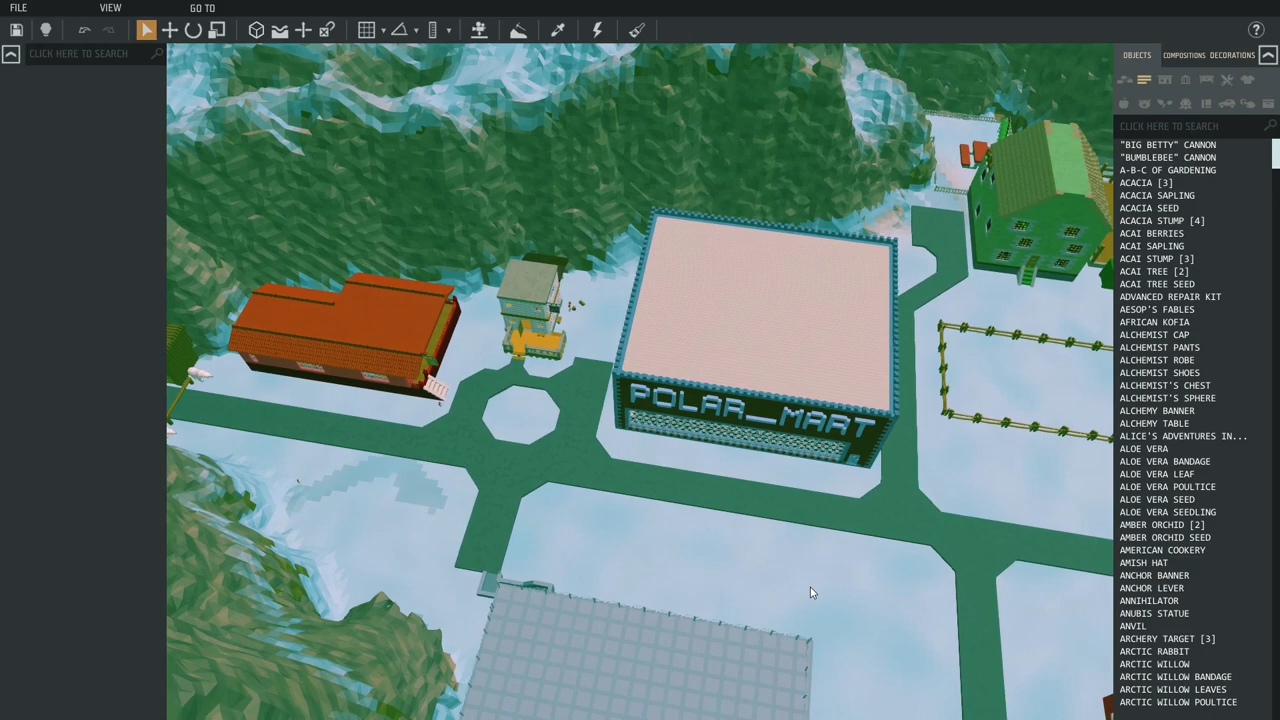 FILE VIEW GO TO
CLICK HERE TO SEARCH
OBJECTS COMPOSITIONS DECORATIONS
CLICK HERE TO SEARCH
"BIG BETTY" CANNON
"BUMBLEBEE" CANNON
A-B-C OF GARDENING
ACACIA [3]
ACACIA SAPLING
ACACIA SEED
ACACIA STUMP [4]
ACAI BERRIES
ACAI SAPLING
ACAI STUMP [3]
ACAI TREE [2]
ACAI TREE SEED
ADVANCED REPAIR KIT
AESOP'S FABLES
AFRICAN KOFIA
ALCHEMIST CAP
ALCHEMIST PANTS
ALCHEMIST ROBE
ALCHEMIST SHOES
ALCHEMIST'S CHEST
ALCHEMIST'S SPHERE
ALCHEMY BANNER
ALCHEMY TABLE
ALICE'S ADVENTURES IN...
ALOE VERA
ALOE VERA BANDAGE
ALOE VERA LEAF
ALOE VERA POULTICE
ALOE VERA SEED
ALOE VERA SEEDLING
AMBER ORCHID [2]
AMBER ORCHID SEED
AMERICAN COOKERY
AMISH HAT
ANCHOR BANNER
ANCHOR LEVER
ANNIHILATOR
ANUBIS STATUE
ANVIL
ARCHERY TARGET [3]
ARCTIC RABBIT
ARCTIC WILLOW
ARCTIC WILLOW BANDAGE
ARCTIC WILLOW LEAVES
ARCTIC WILLOW POULTICE
POLAR_MART